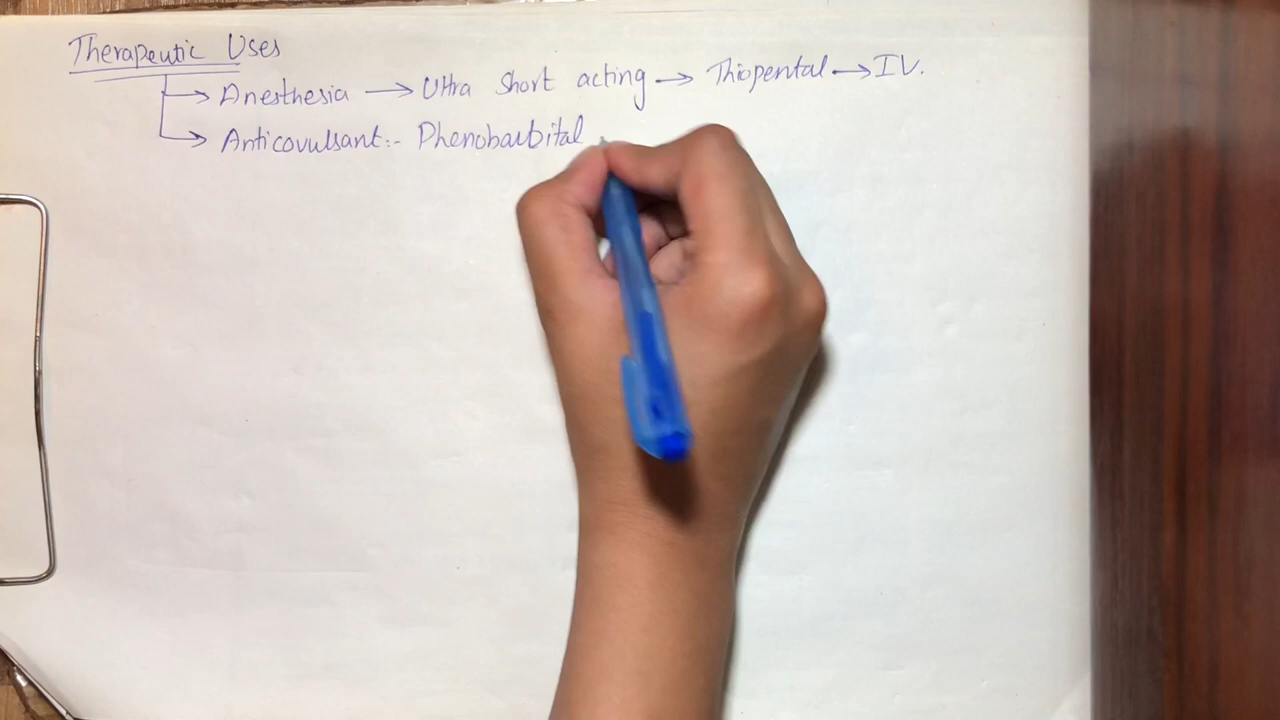 Therapeutic Uses
→ Anesthesia → Ultra Short acting → Thiopental → IV.
→ Anticovulsant:- Phenobarbital